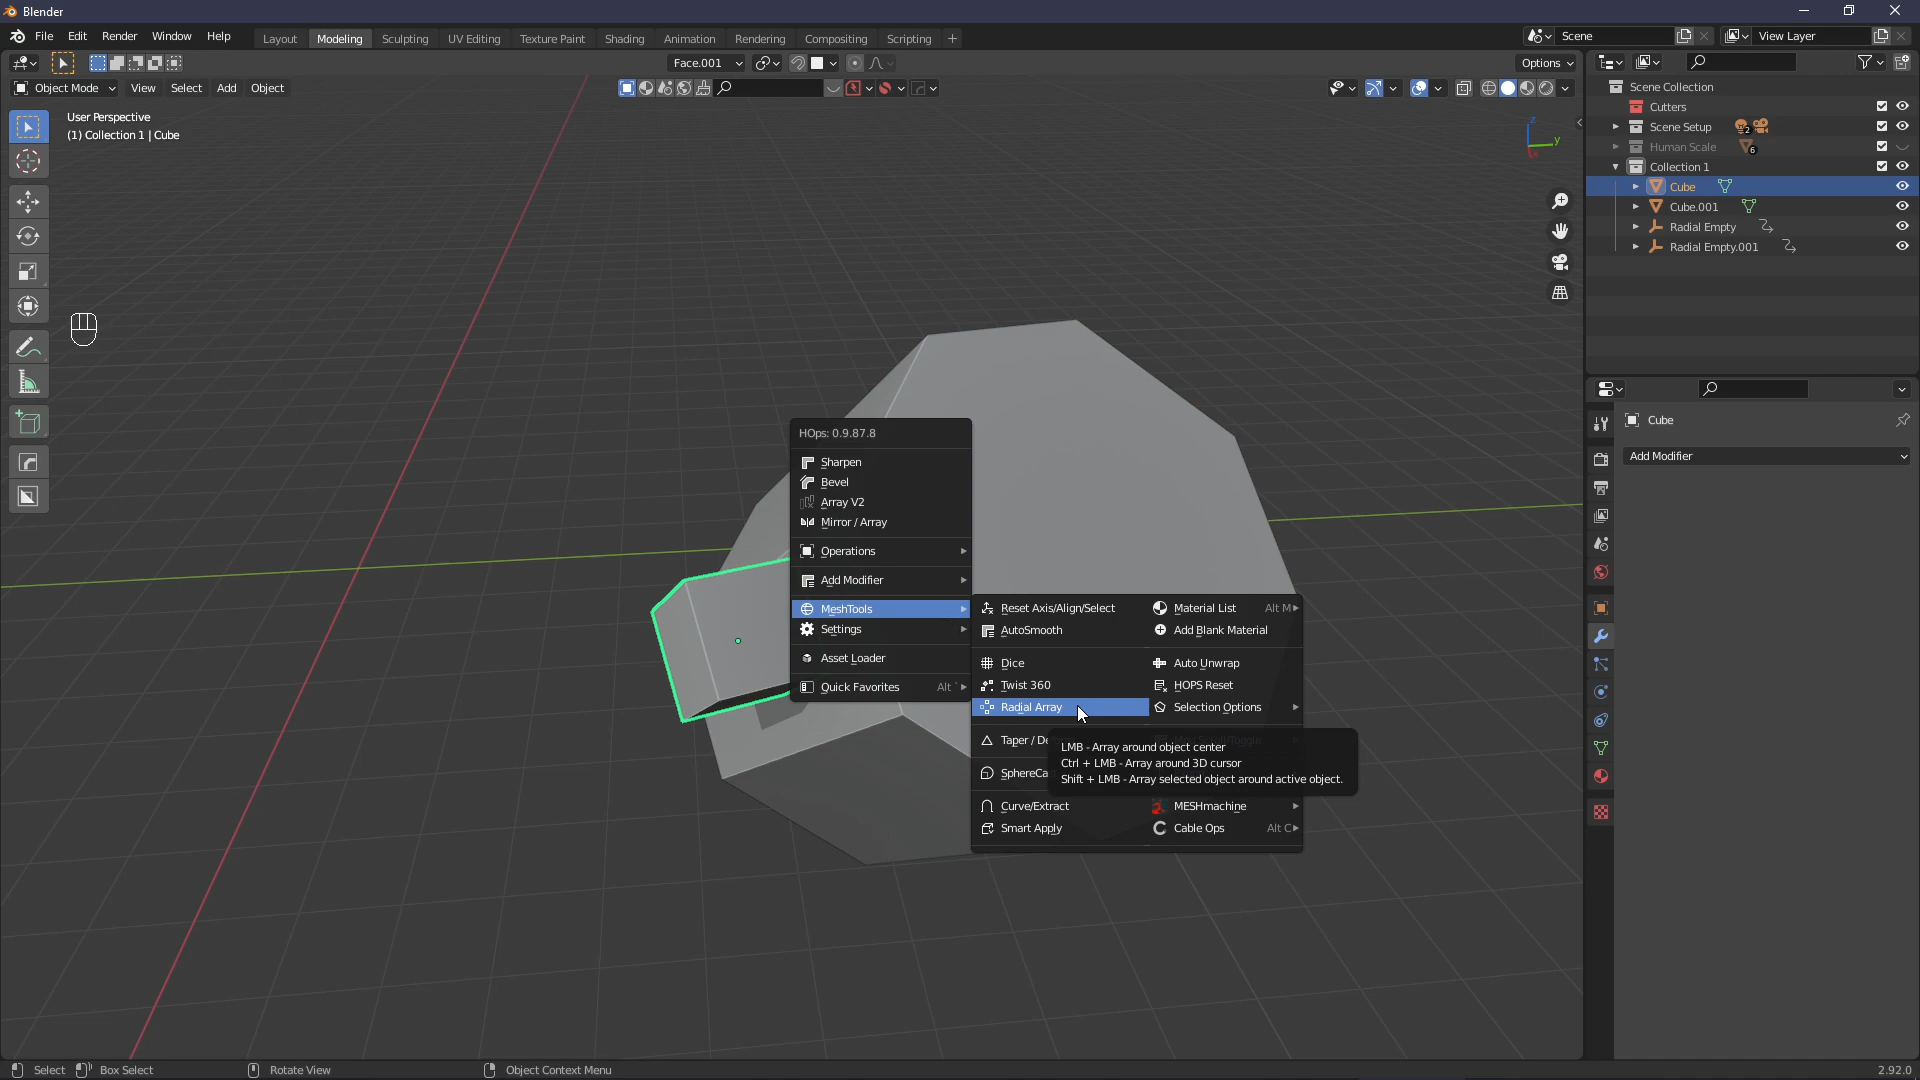 Blender
File Edit Render Window Help
Layout Modeling Sculpting UV Editing Texture Paint Shading Animation Rendering Compositing Scripting +
Scene
View Layer
Face.001
Options
Object Mode View Select Add Object
User Perspective
(1) Collection 1 | Cube
Z
Y
X
Scene Collection
Cutters
Scene Setup 2
Human Scale 6
Collection 1
Cube
Cube.001
Radial Empty
Radial Empty.001
Cube
Add Modifier
HOps: 0.9.87.8
Sharpen
Bevel
Array V2
Mirror / Array
Operations
Add Modifier
MeshTools
Settings
Asset Loader
Quick Favorites Alt `
Reset Axis/Align/Select
AutoSmooth
Dice
Twist 360
Radial Array
Taper / De
SphereCa
Curve/Extract
Smart Apply
Material List Alt M
Add Blank Material
Auto Unwrap
HOPS Reset
Selection Options
MESHmachine
Cable Ops Alt C
LMB - Array around object center
Ctrl + LMB - Array around 3D cursor
Shift + LMB - Array selected object around active object.
Select Box Select Rotate View Object Context Menu
2.92.0